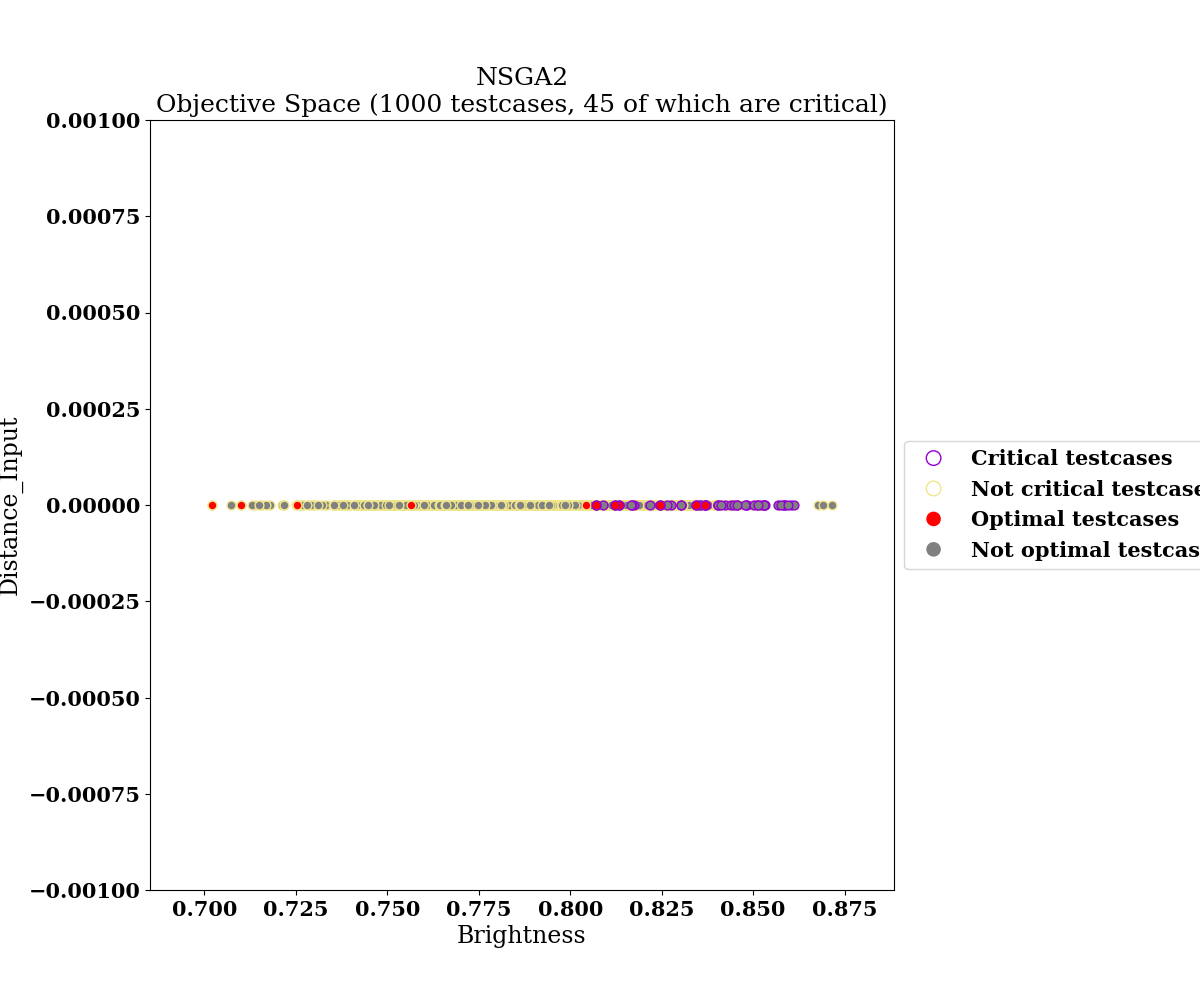 NSGA2
Objective Space (1000 testcases, 45 of which are critical)
0.00100
0.00075
0.00050
0.00025
0.00000
−0.00025
−0.00050
−0.00075
−0.00100
Distance_Input
0.700 0.725 0.750 0.775 0.800 0.825 0.850 0.875
Brightness
Critical testcases
Not critical testcase
Optimal testcases
Not optimal testcas